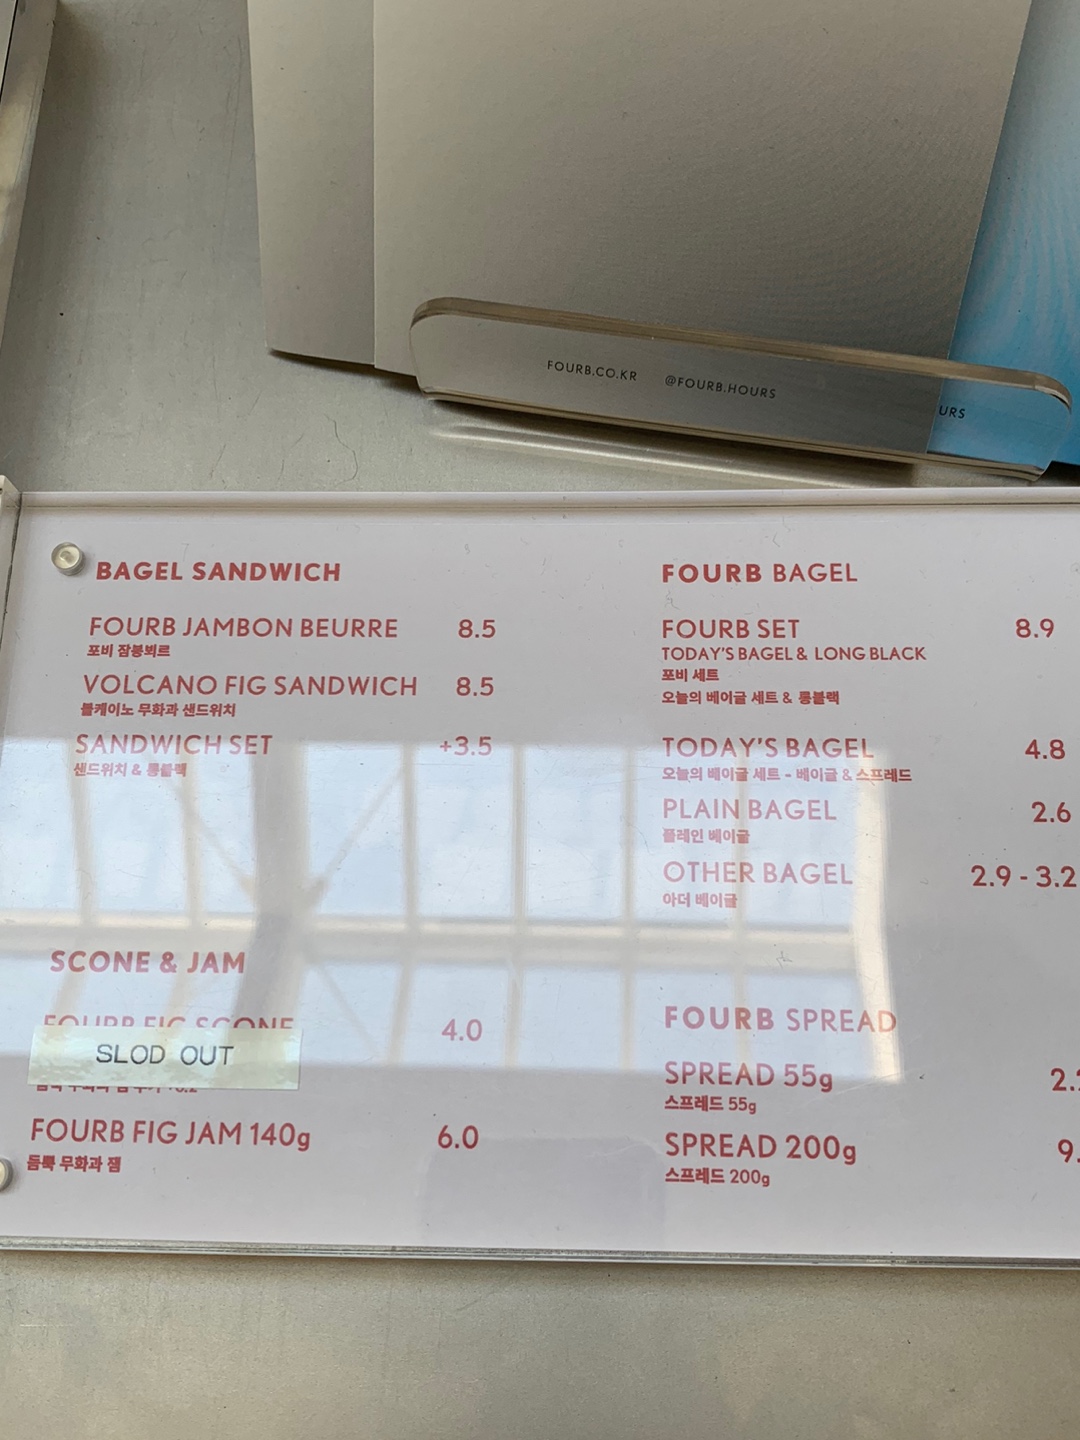 FOURB.CO.KR @FOURB.HOURS
URS
BAGEL SANDWICH
FOURB JAMBON BEURRE 8.5
포비 잠봉뵈르
VOLCANO FIG SANDWICH 8.5
볼케이노 무화과 샌드위치
SANDWICH SET +3.5
샌드위치 & 롱블랙
SCONE & JAM
FOURB FIG SCONE 4.0
SLOD OUT
FOURB FIG JAM 140g 6.0
듬뿍 무화과 잼
FOURB BAGEL
FOURB SET 8.9
TODAY'S BAGEL & LONG BLACK
포비 세트
오늘의 베이글 세트 & 롱블랙
TODAY'S BAGEL 4.8
오늘의 베이글 세트 - 베이글 & 스프레드
PLAIN BAGEL 2.6
플레인 베이글
OTHER BAGEL 2.9 - 3.2
아더 베이글
FOURB SPREAD
SPREAD 55g 2.
스프레드 55g
SPREAD 200g 9.
스프레드 200g